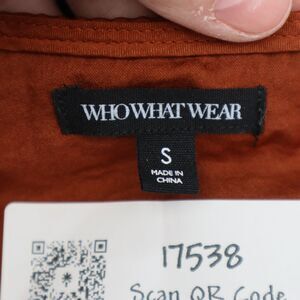 WHO WHAT WEAR
S
MADE IN
CHINA
17538
Scan QR Code